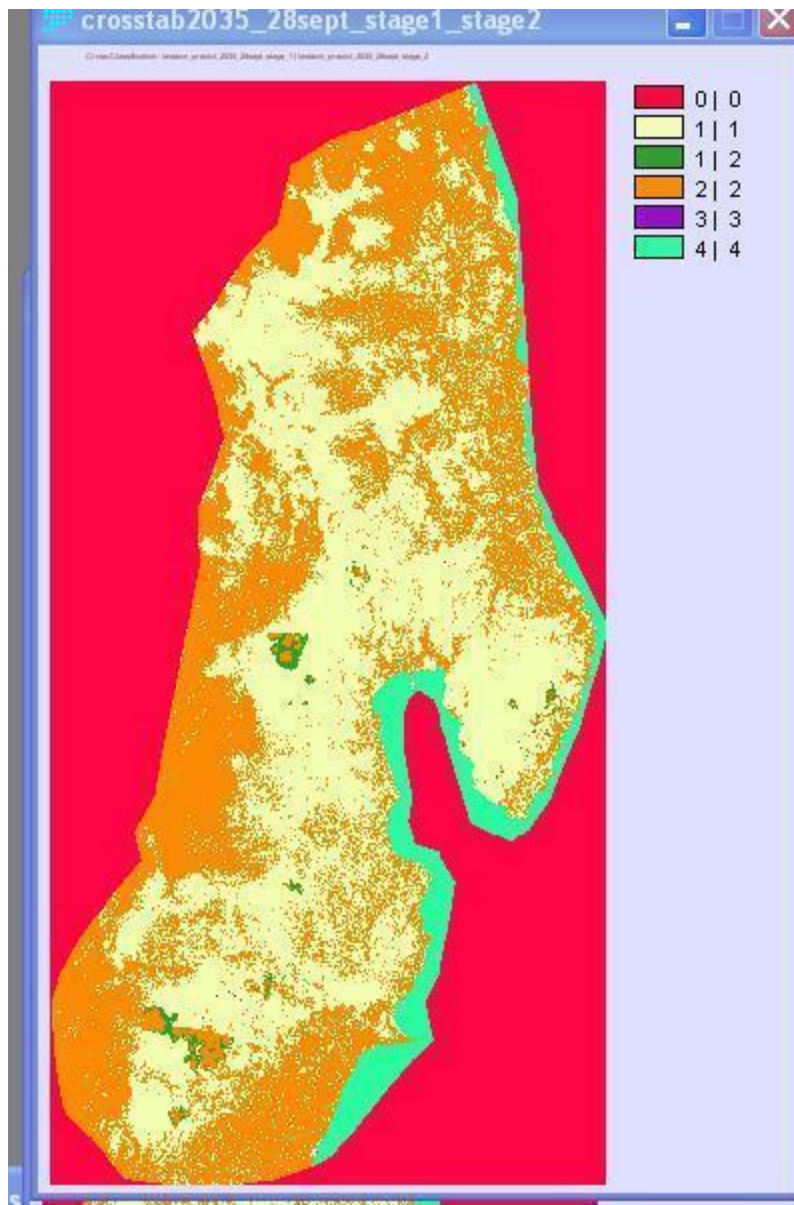 crosstab2035_28sept_stage1_stage2
0 | 0
1 | 1
1 | 2
2 | 2
3 | 3
4 | 4
s